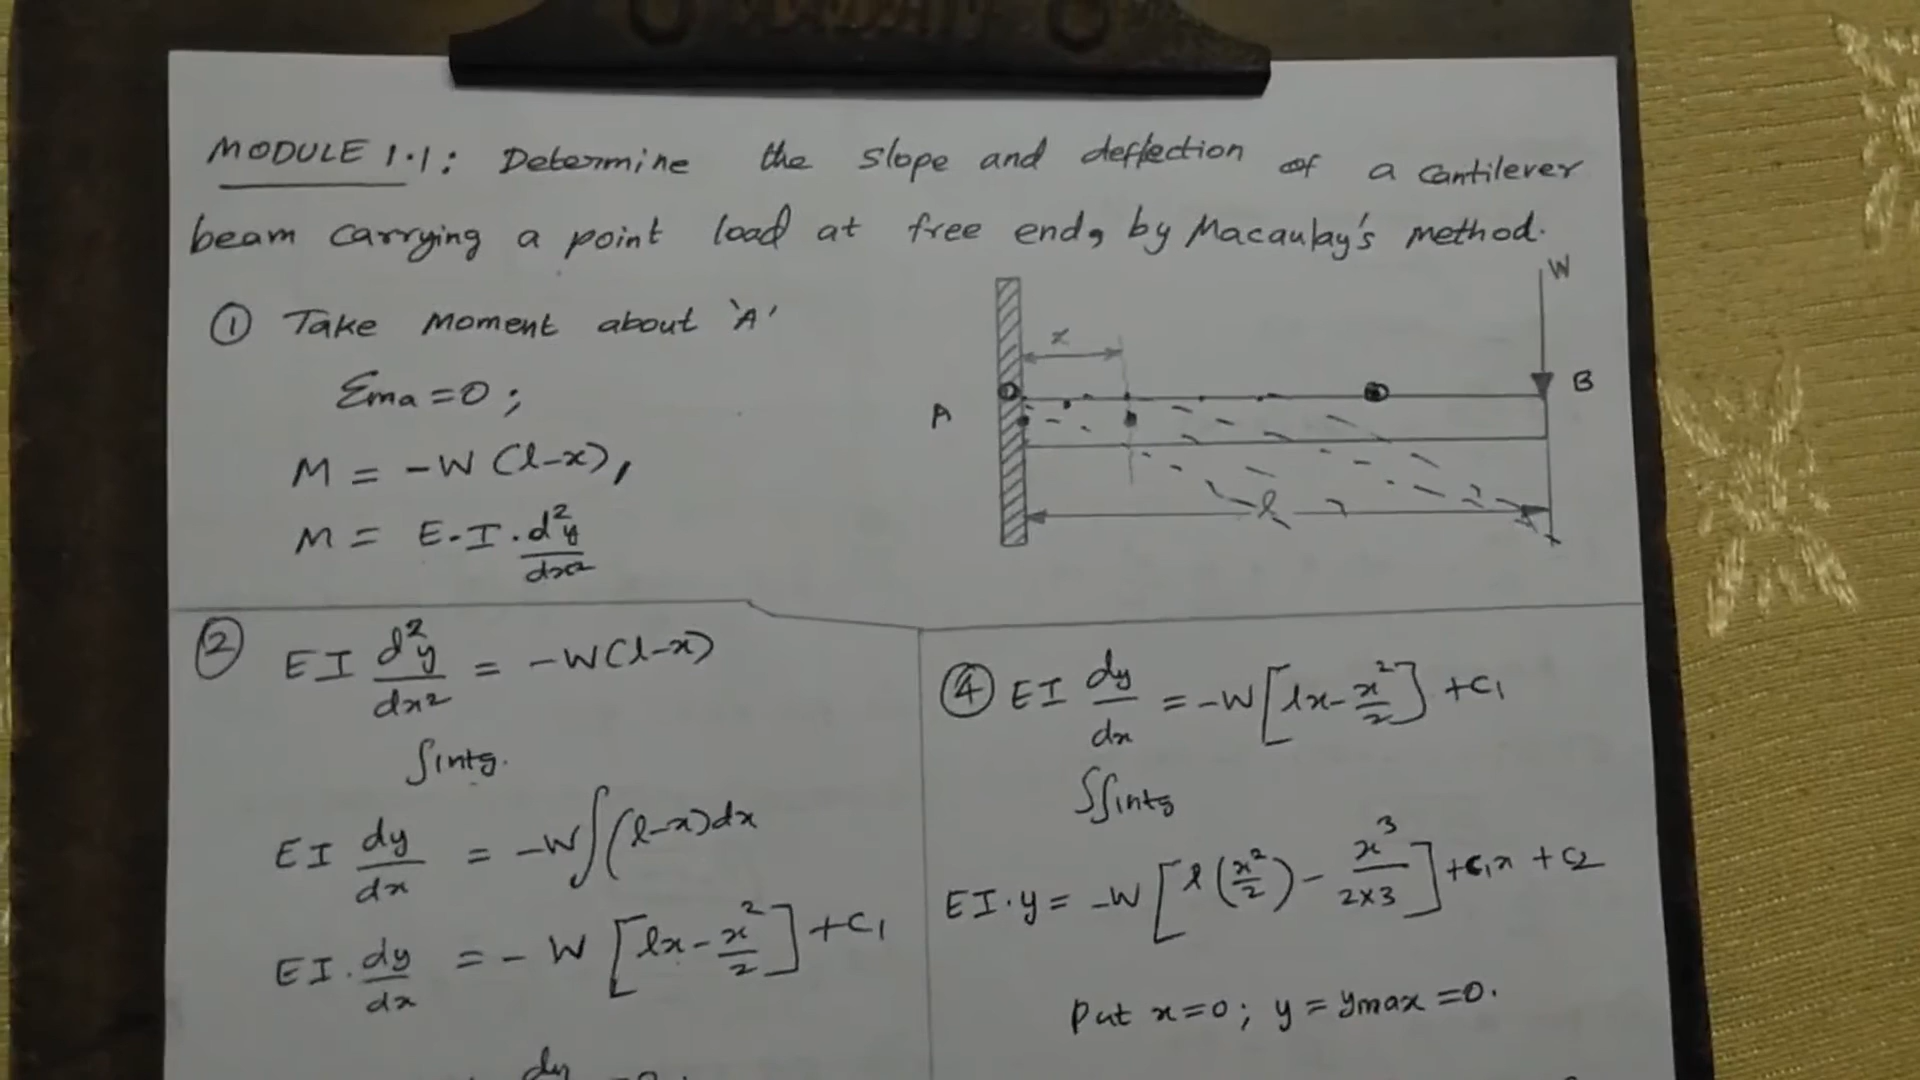 MODULE 1.1: Determine the slope and deflection of a cantilever
beam carrying a point load at free end, by Macaulay's method.
① Take Moment about 'A'
Σma = 0;
M = -W (l-x),
M = E.I. d²y/dx²
W
x
A
B
l
② EI d²y/dx² = -W(l-x)
∫intg.
EI dy/dx = -W∫(l-x)dx
EI. dy/dx = -W [lx - x²/2] + C1
dy
④ EI dy/dx = -W[lx - x²/2] + C1
∫∫intg
EI.y = -W [l(x²/2) - x³/2x3] + C1x + C2
Put x=0; y = ymax = 0.